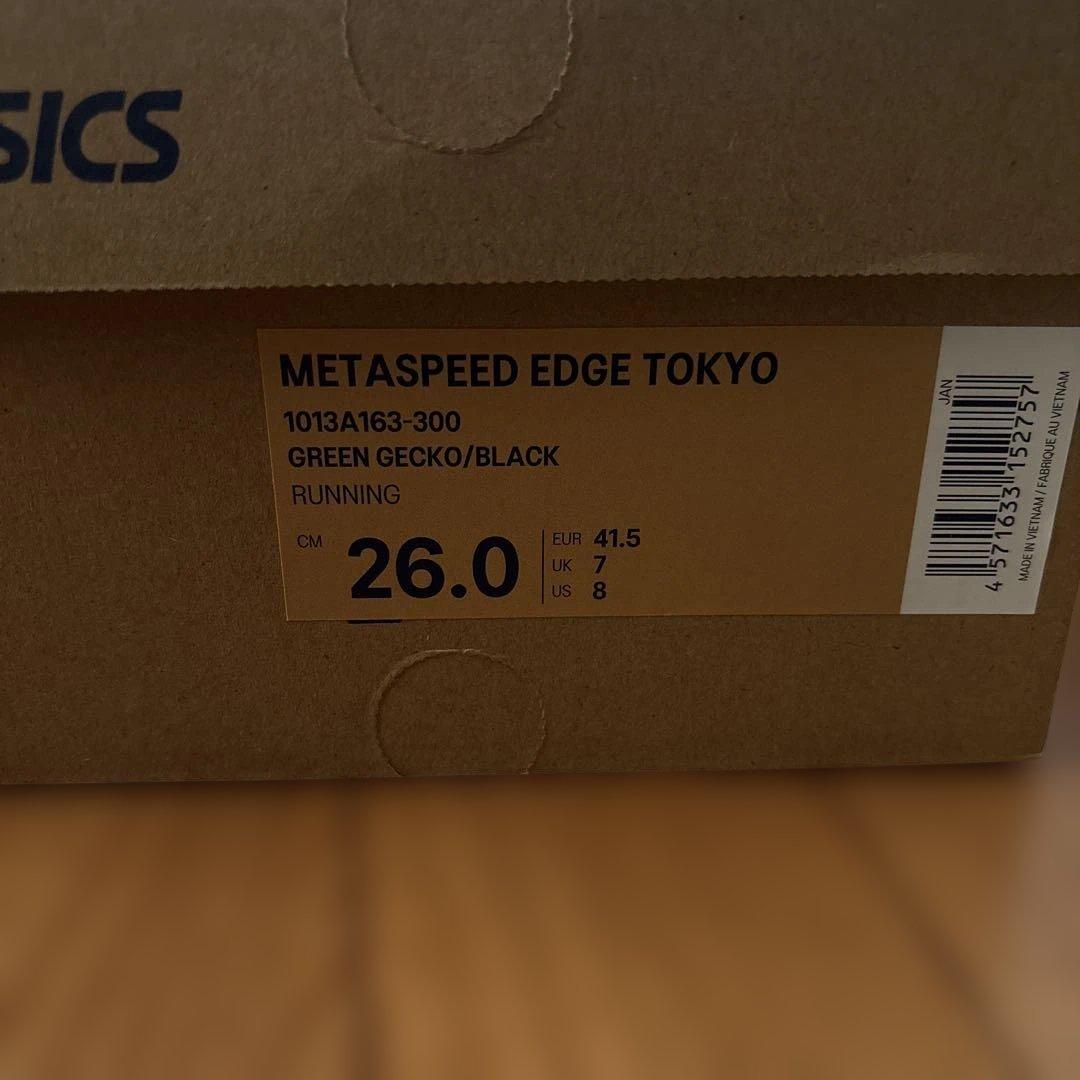 SICS
METASPEED EDGE TOKYO
1013A163-300
GREEN GECKO/BLACK
RUNNING
CM 26.0
EUR 41.5
UK 7
US 8
JAN
4 571633 152757
MADE IN VIETNAM / FABRIQUE AU VIETNAM